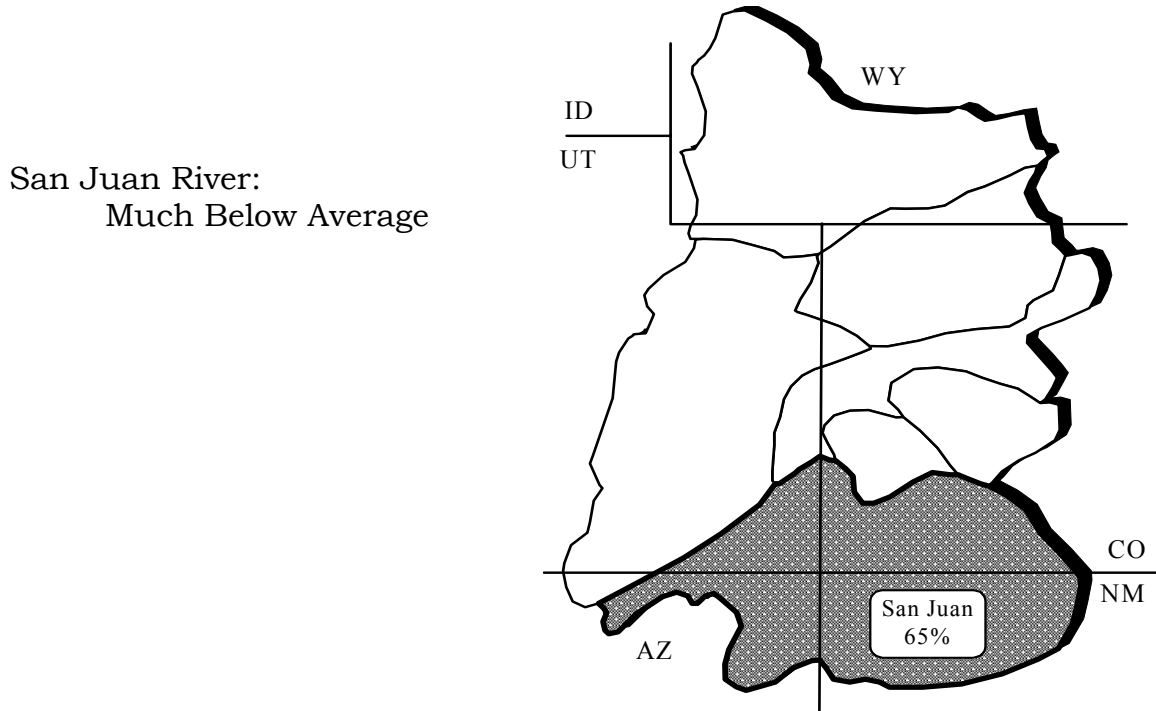 San Juan River:
Much Below Average
WY
ID
UT
CO
NM
San Juan
65%
AZ